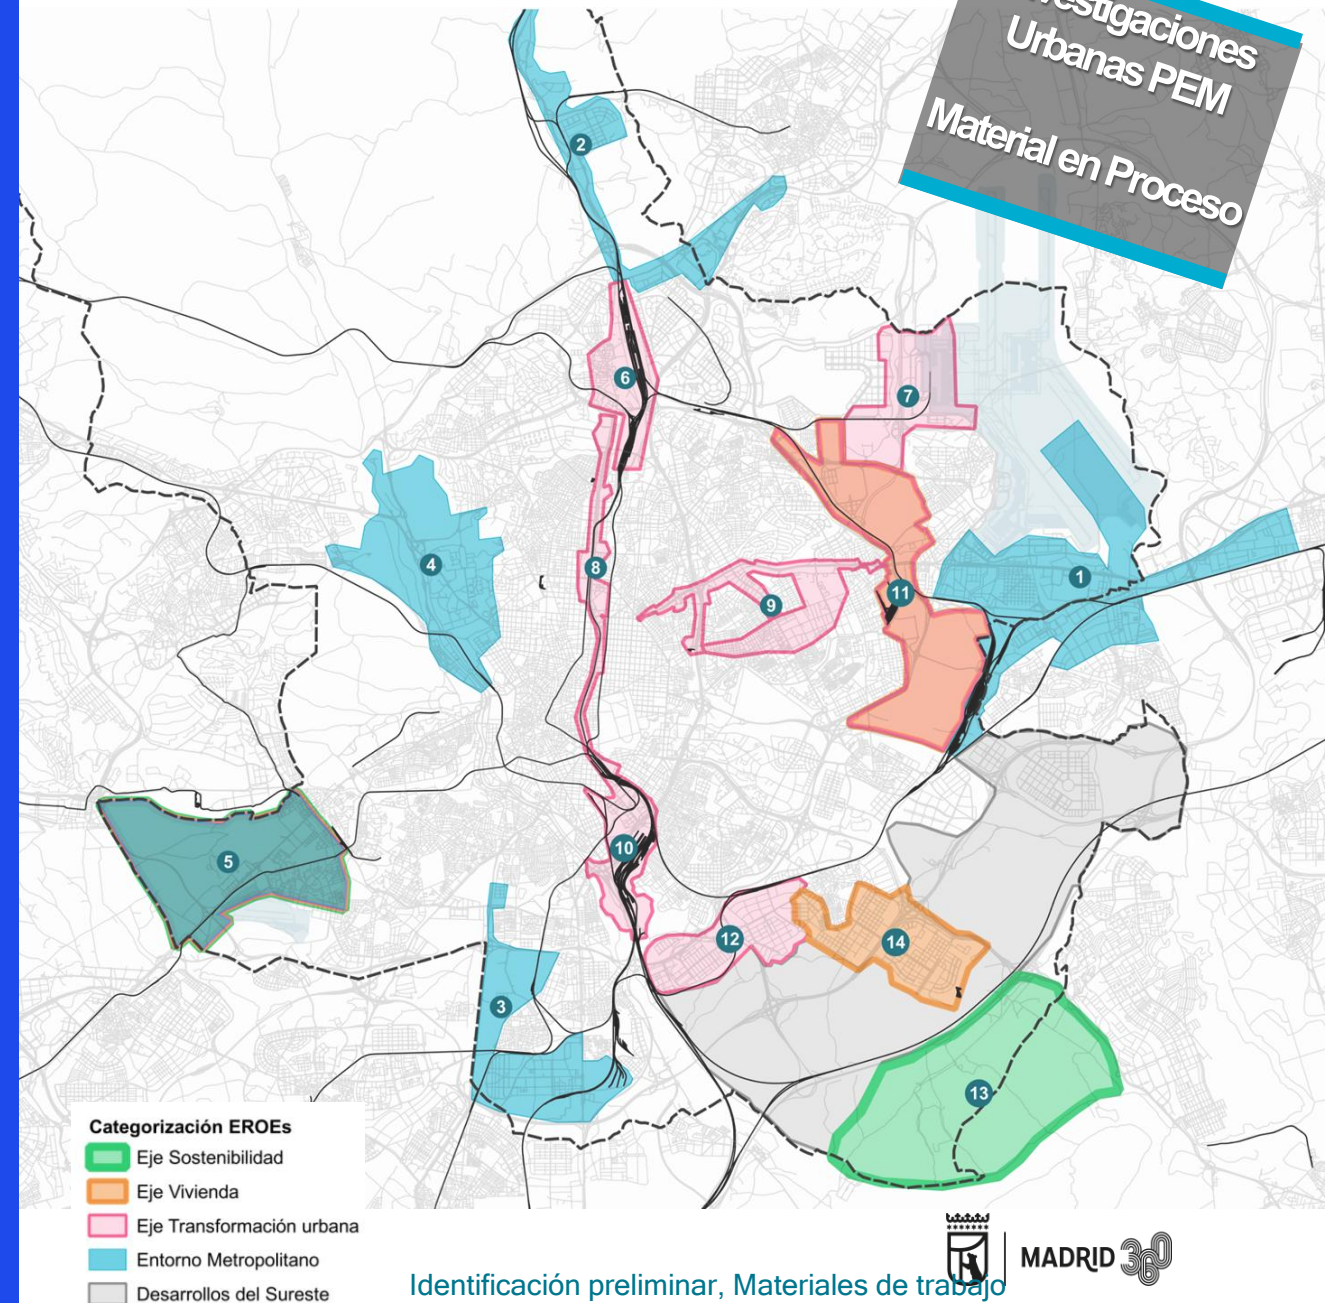 Urbanas PEM
Material en Proceso
2
6
7
4
8
1
9
11
5
10
12
14
3
13
Categorización EROEs
Eje Sostenibilidad
Eje Vivienda
Eje Transformación urbana
Entorno Metropolitano
Desarrollos del Sureste
MADRID 360
Identificación preliminar, Materiales de trabajo